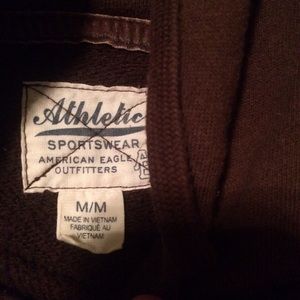 Athletic
SPORTSWEAR
AMERICAN EAGLE
OUTFITTERS
M/M
MADE IN VIETNAM
FABRIQUÉ AU
VIETNAM